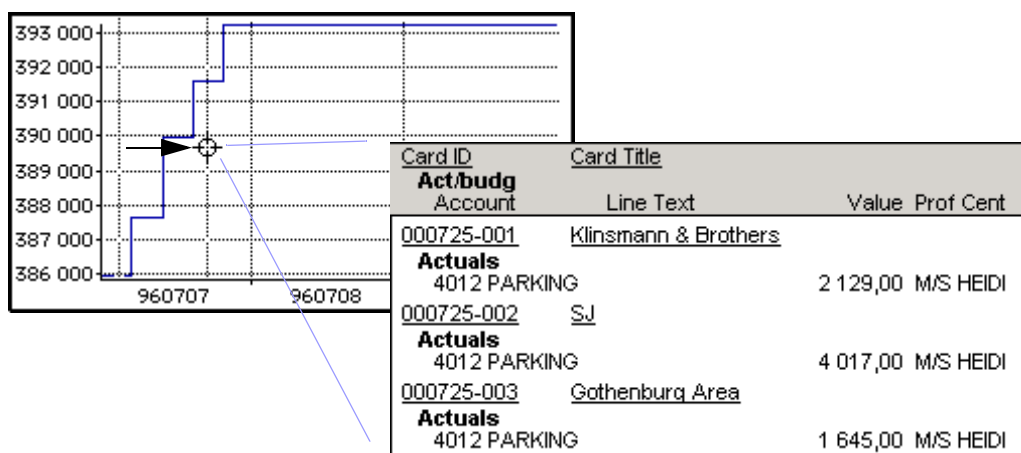 393 000
392 000
391 000
390 000
389 000
388 000
387 000
386 000
960707 960708
Card ID Card Title
Act/budg
Account Line Text Value Prof Cent
000725-001 Klinsmann & Brothers
Actuals
4012 PARKING 2 129,00 M/S HEIDI
000725-002 SJ
Actuals
4012 PARKING 4 017,00 M/S HEIDI
000725-003 Gothenburg Area
Actuals
4012 PARKING 1 645,00 M/S HEIDI